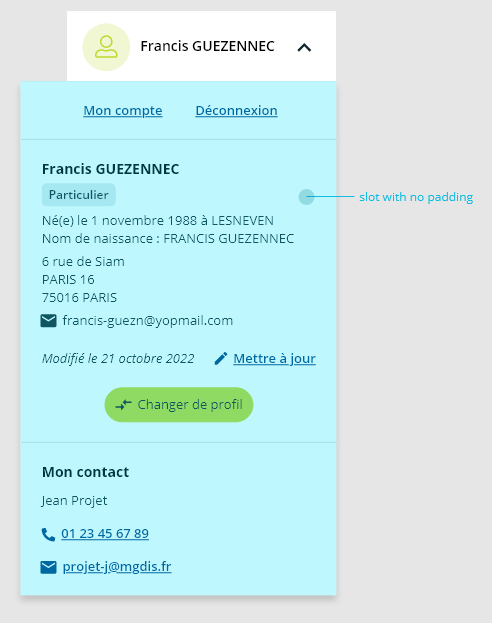 Francis GUEZENNEC
Mon compte Déconnexion
Francis GUEZENNEC
Particulier
slot with no padding
Né(e) le 1 novembre 1988 à LESNEVEN
Nom de naissance : FRANCIS GUEZENNEC
6 rue de Siam
PARIS 16
75016 PARIS
francis-guezn@yopmail.com
Modifié le 21 octobre 2022 Mettre à jour
Changer de profil
Mon contact
Jean Projet
01 23 45 67 89
projet-j@mgdis.fr